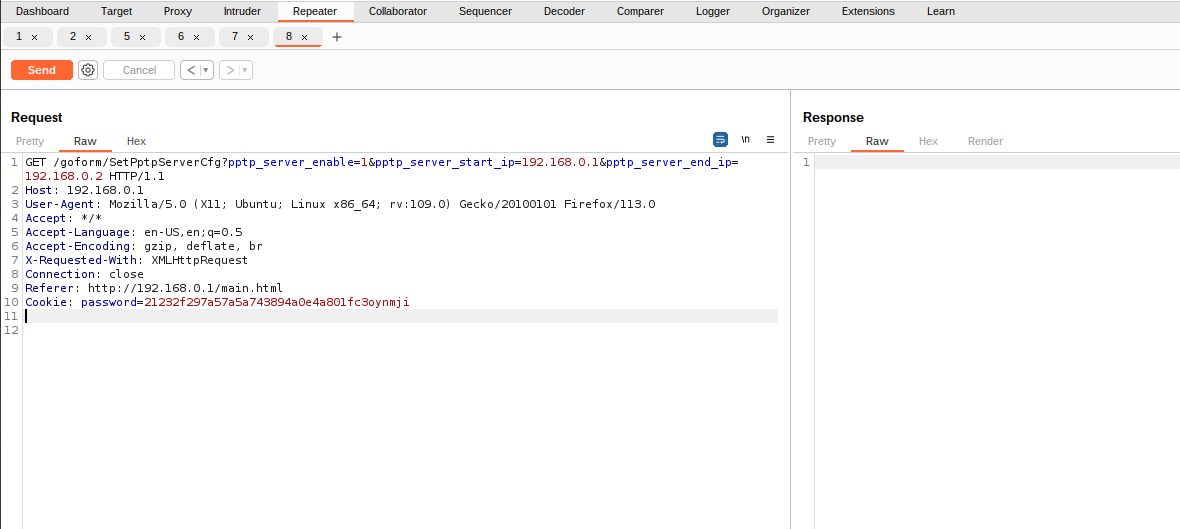 Dashboard Target Proxy Intruder Repeater Collaborator Sequencer Decoder Comparer Logger Organizer Extensions Learn
1 × 2 × 5 × 6 × 7 × 8 × +
Send Cancel < >
Request
Pretty Raw Hex \n
1 GET /goform/SetPptpServerCfg?pptp_server_enable=1&pptp_server_start_ip=192.168.0.1&pptp_server_end_ip=
192.168.0.2 HTTP/1.1
2 Host: 192.168.0.1
3 User-Agent: Mozilla/5.0 (X11; Ubuntu; Linux x86_64; rv:109.0) Gecko/20100101 Firefox/113.0
4 Accept: */*
5 Accept-Language: en-US,en;q=0.5
6 Accept-Encoding: gzip, deflate, br
7 X-Requested-With: XMLHttpRequest
8 Connection: close
9 Referer: http://192.168.0.1/main.html
10 Cookie: password=21232f297a57a5a743894a0e4a801fc3oynmji
11
12
Response
Pretty Raw Hex Render
1